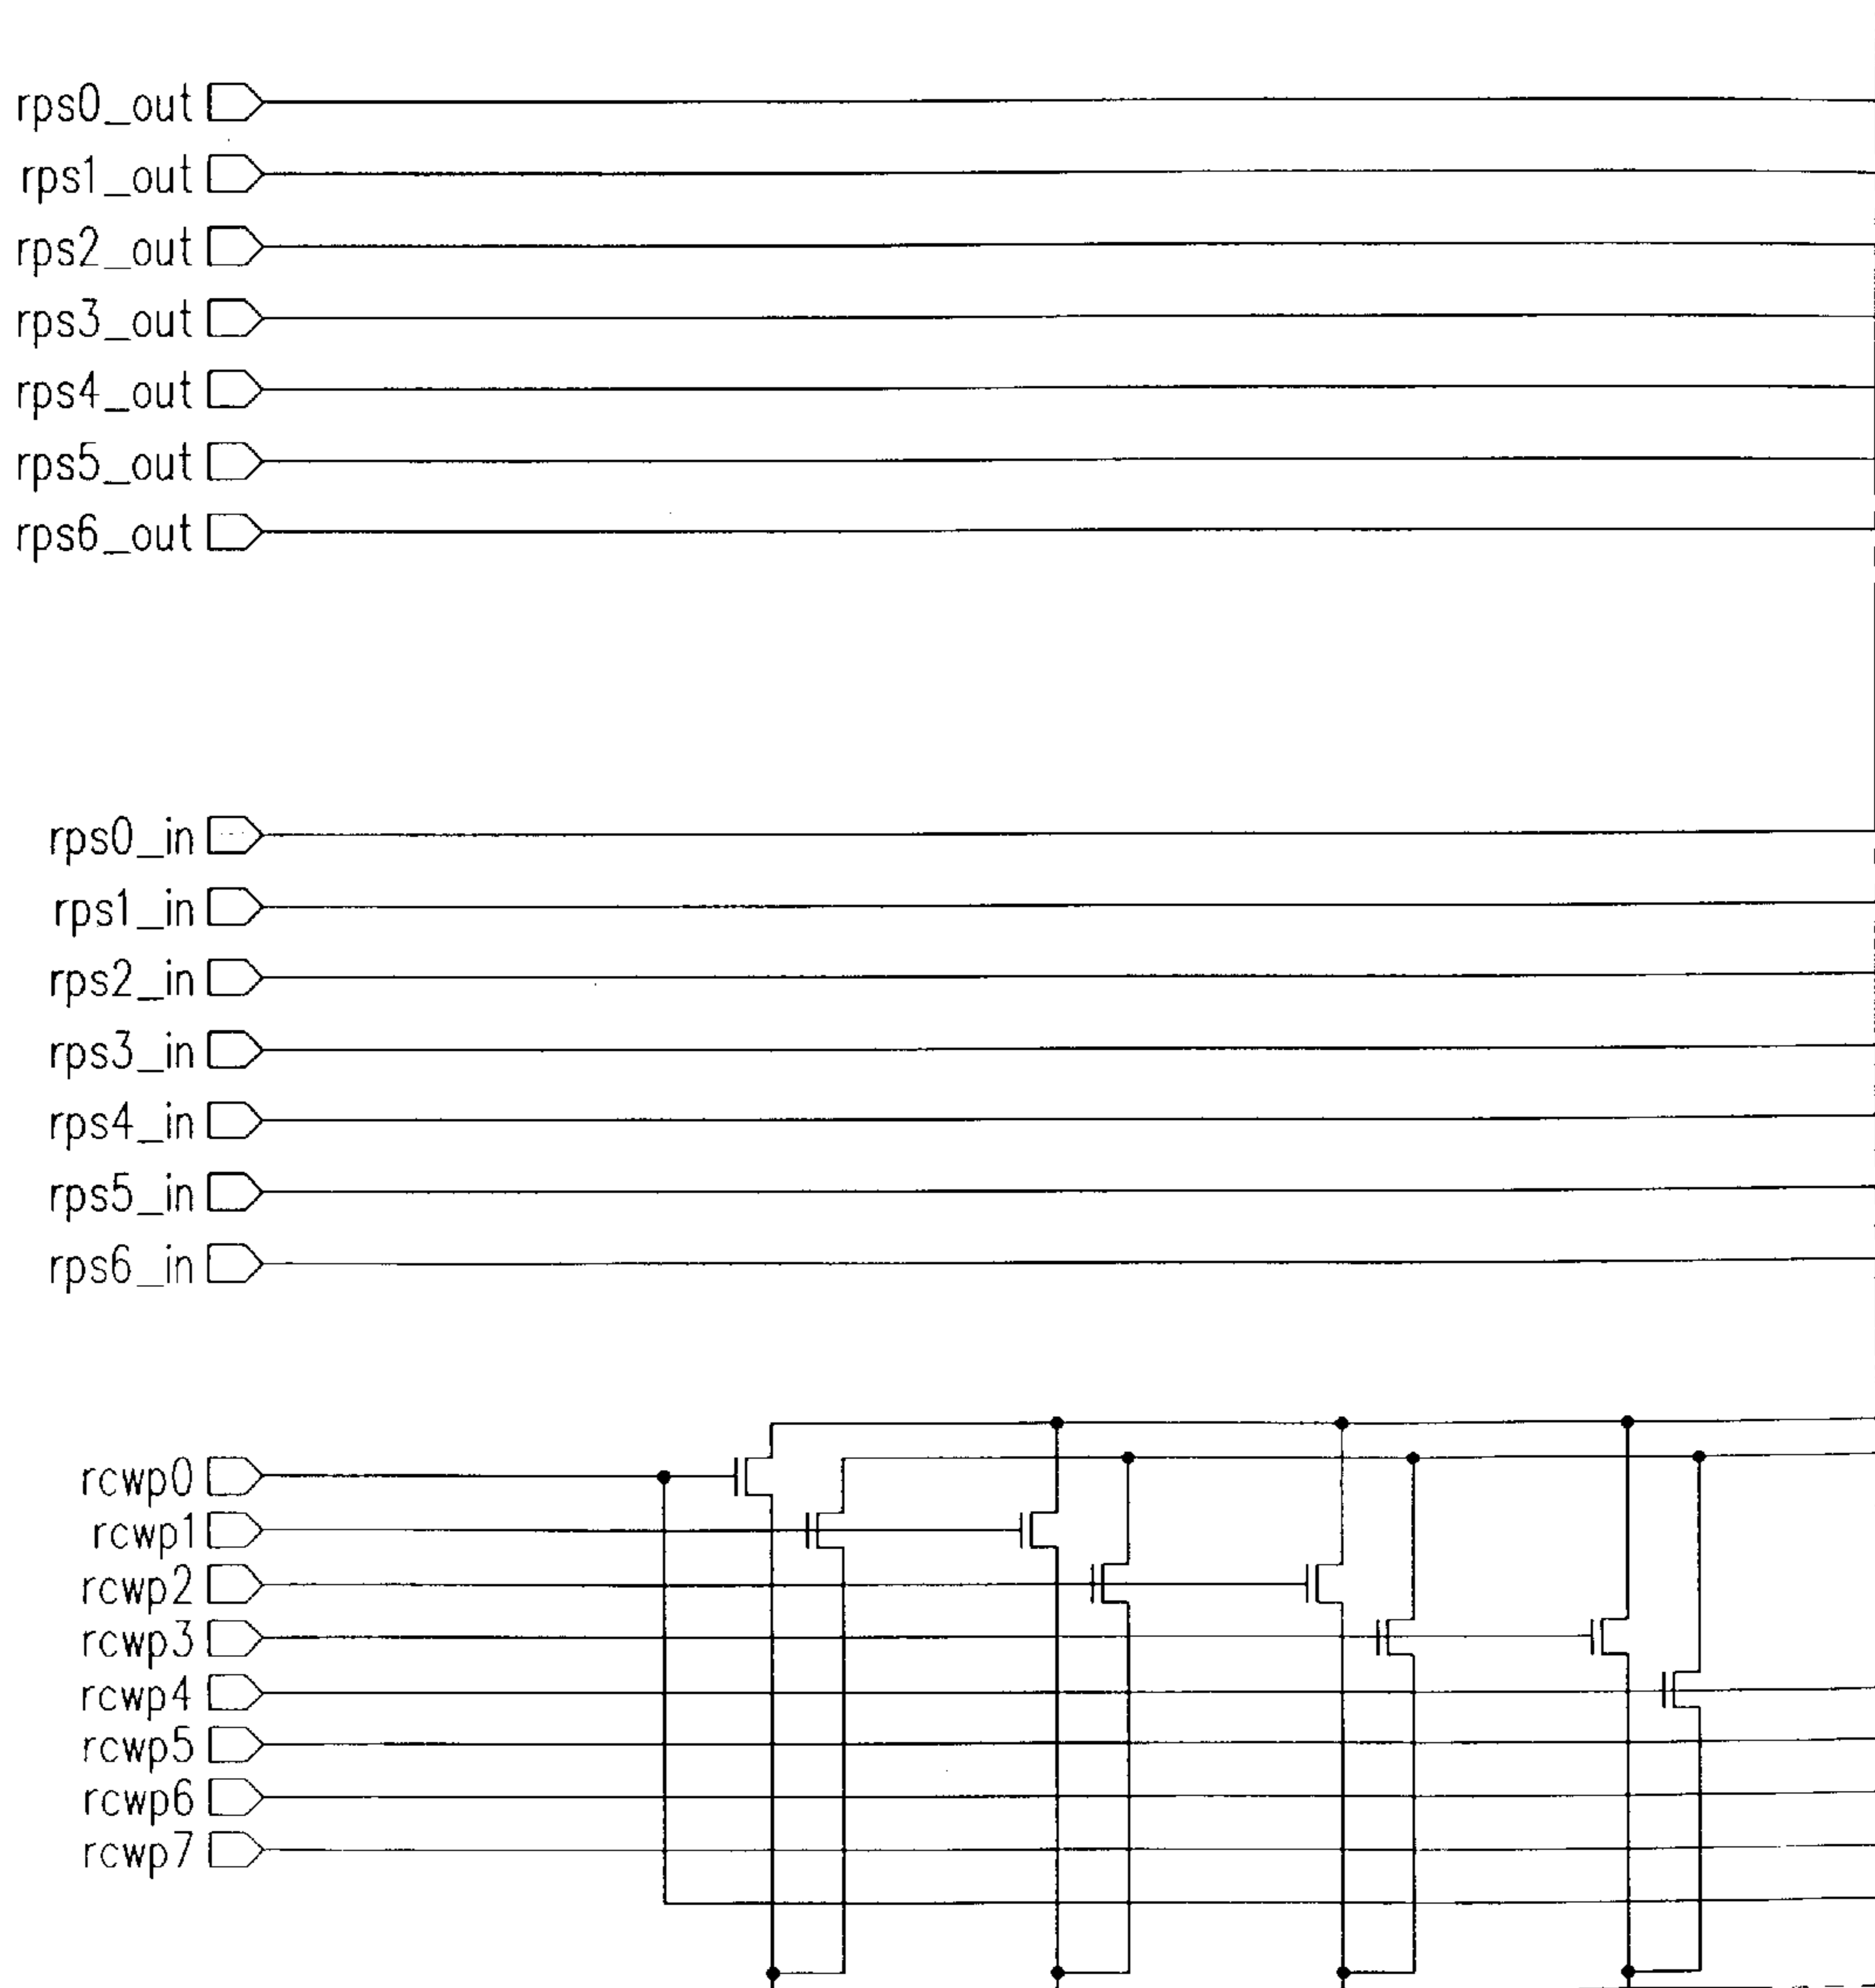 rps0_out
rps1_out
rps2_out
rps3_out
rps4_out
rps5_out
rps6_out
rps0_in
rps1_in
rps2_in
rps3_in
rps4_in
rps5_in
rps6_in
rcwp0
rcwp1
rcwp2
rcwp3
rcwp4
rcwp5
rcwp6
rcwp7